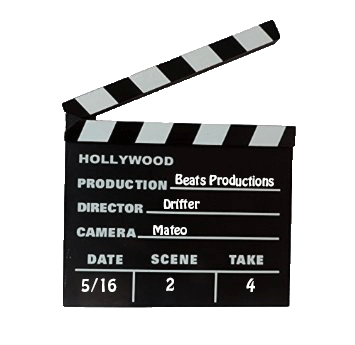 HOLLYWOOD
PRODUCTION Beats Productions
DIRECTOR Drifter
CAMERA Mateo
DATE SCENE TAKE
5/16 2 4